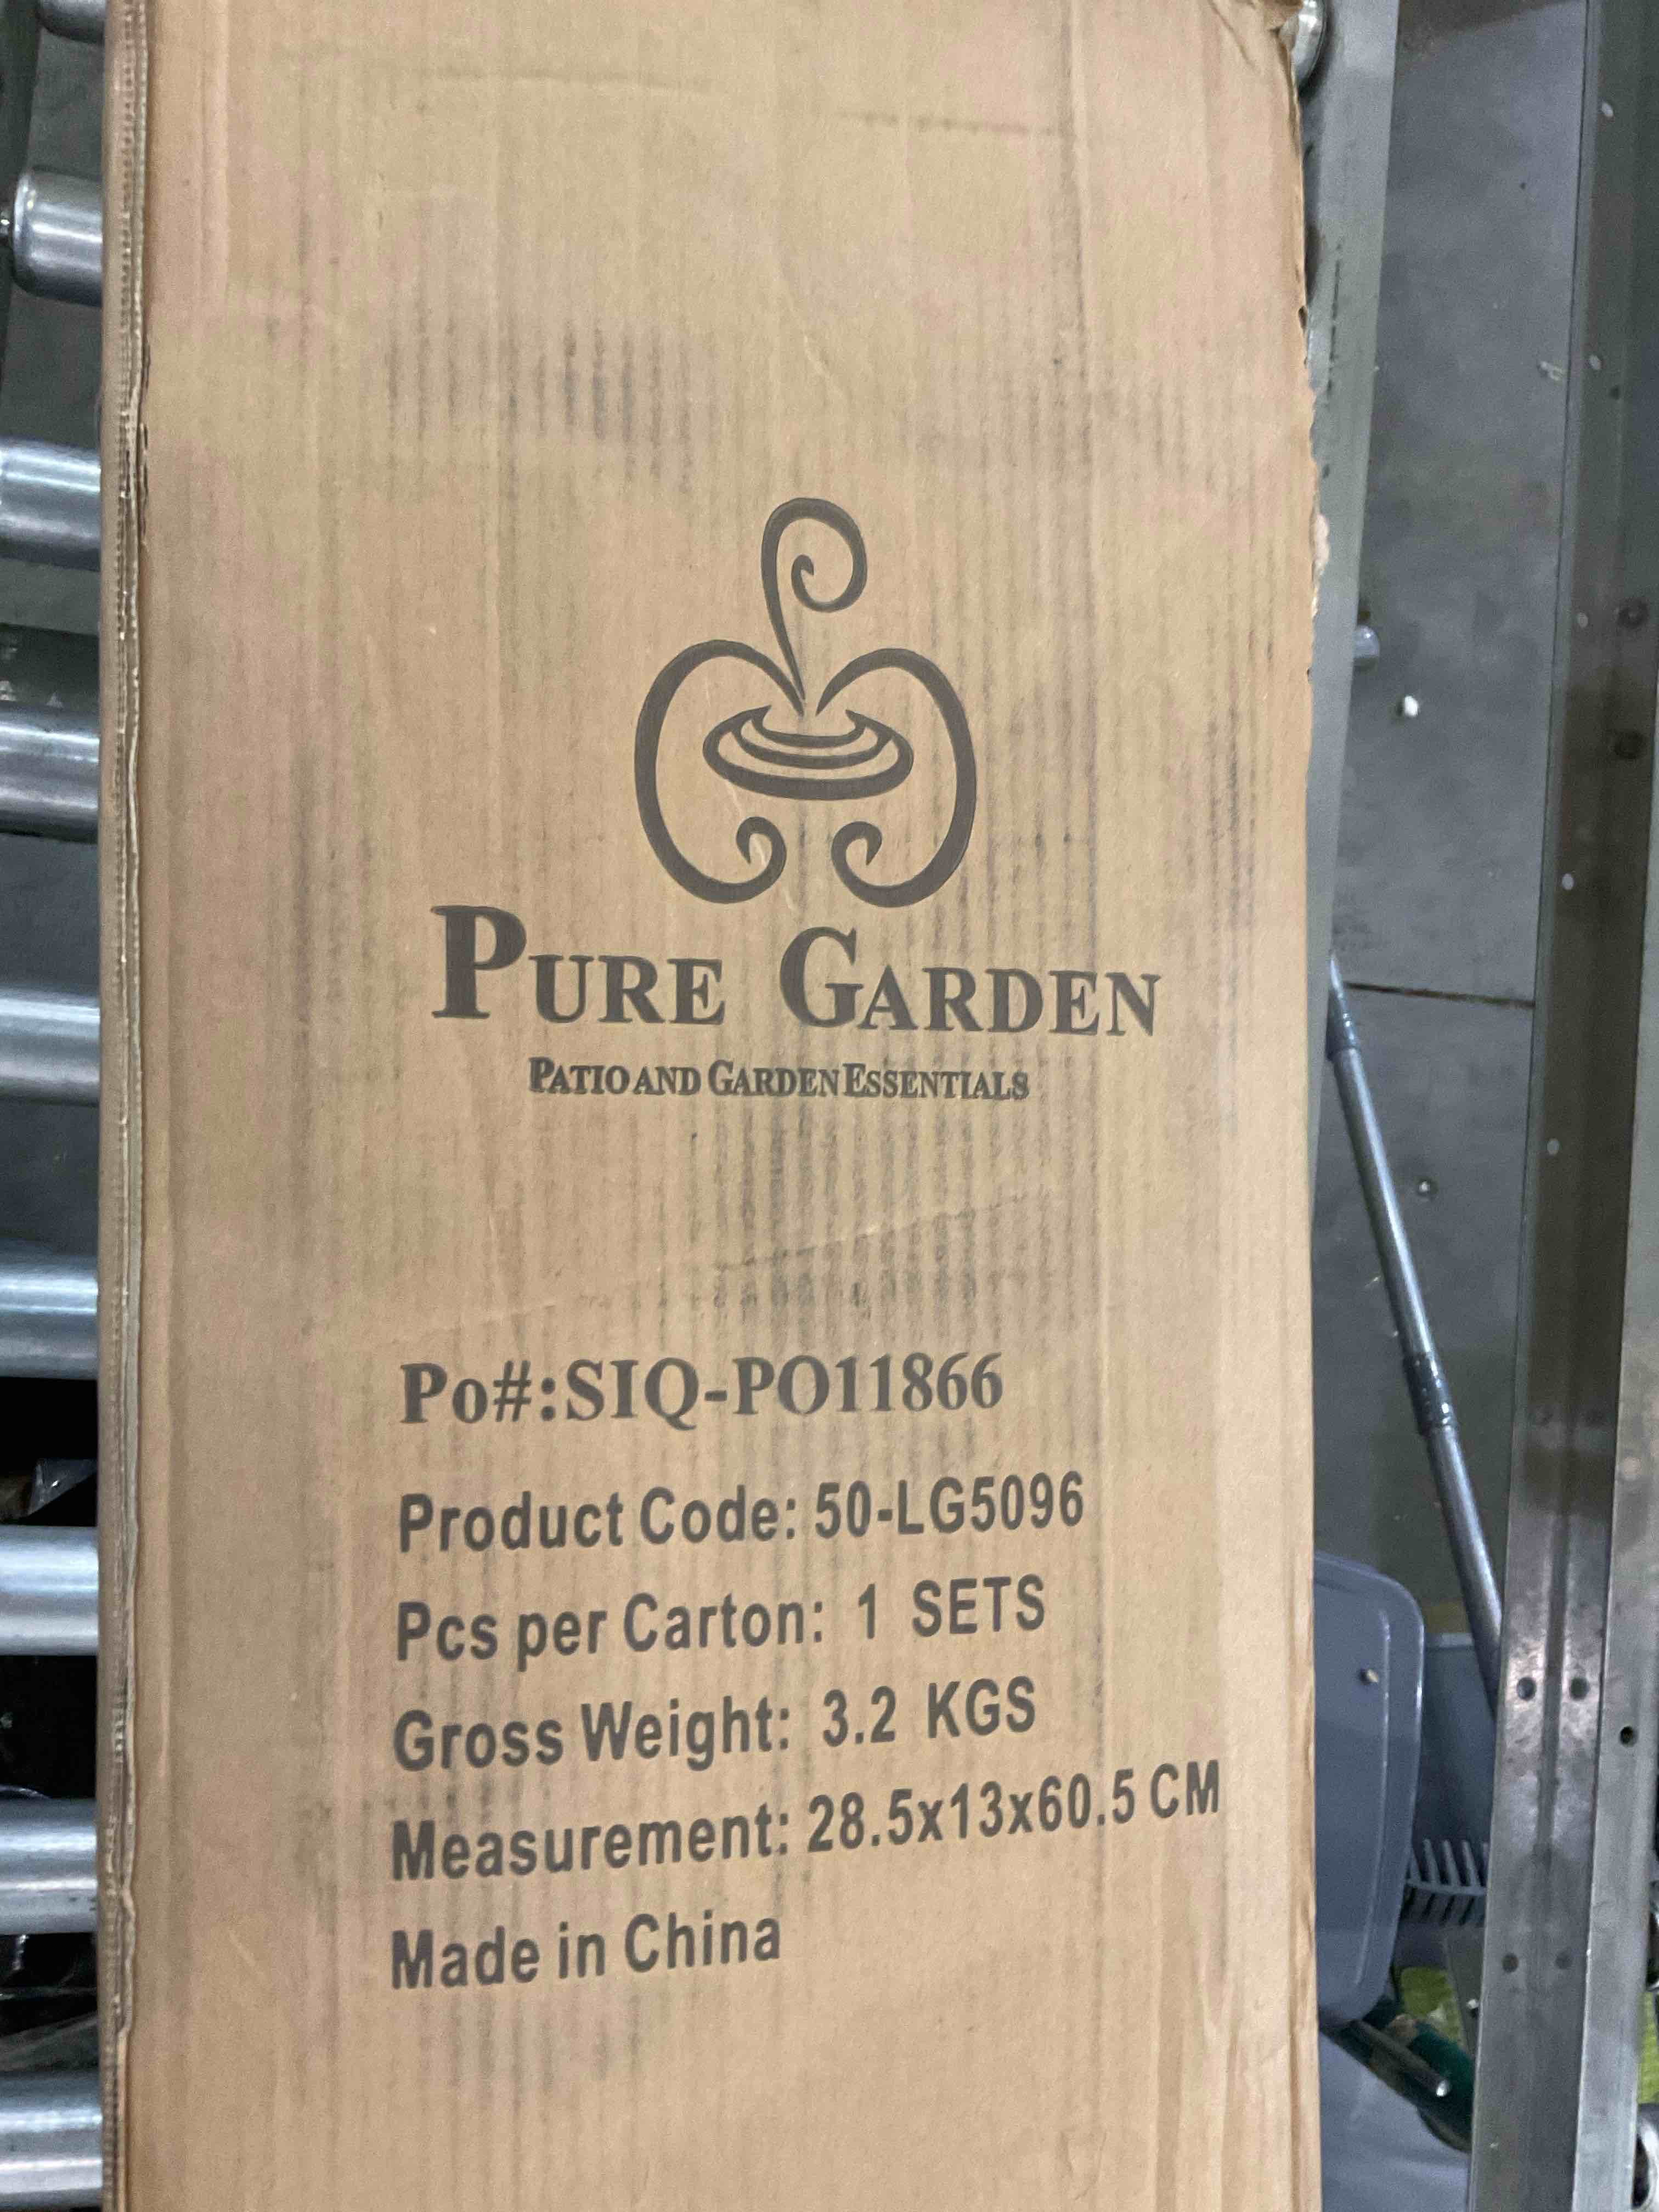 PURE GARDEN
PATIO AND GARDEN ESSENTIALS
Po#:SIQ-PO11866
Product Code: 50-LG5096
Pcs per Carton: 1 SETS
Gross Weight: 3.2 KGS
Measurement: 28.5x13x60.5 CM
Made in China